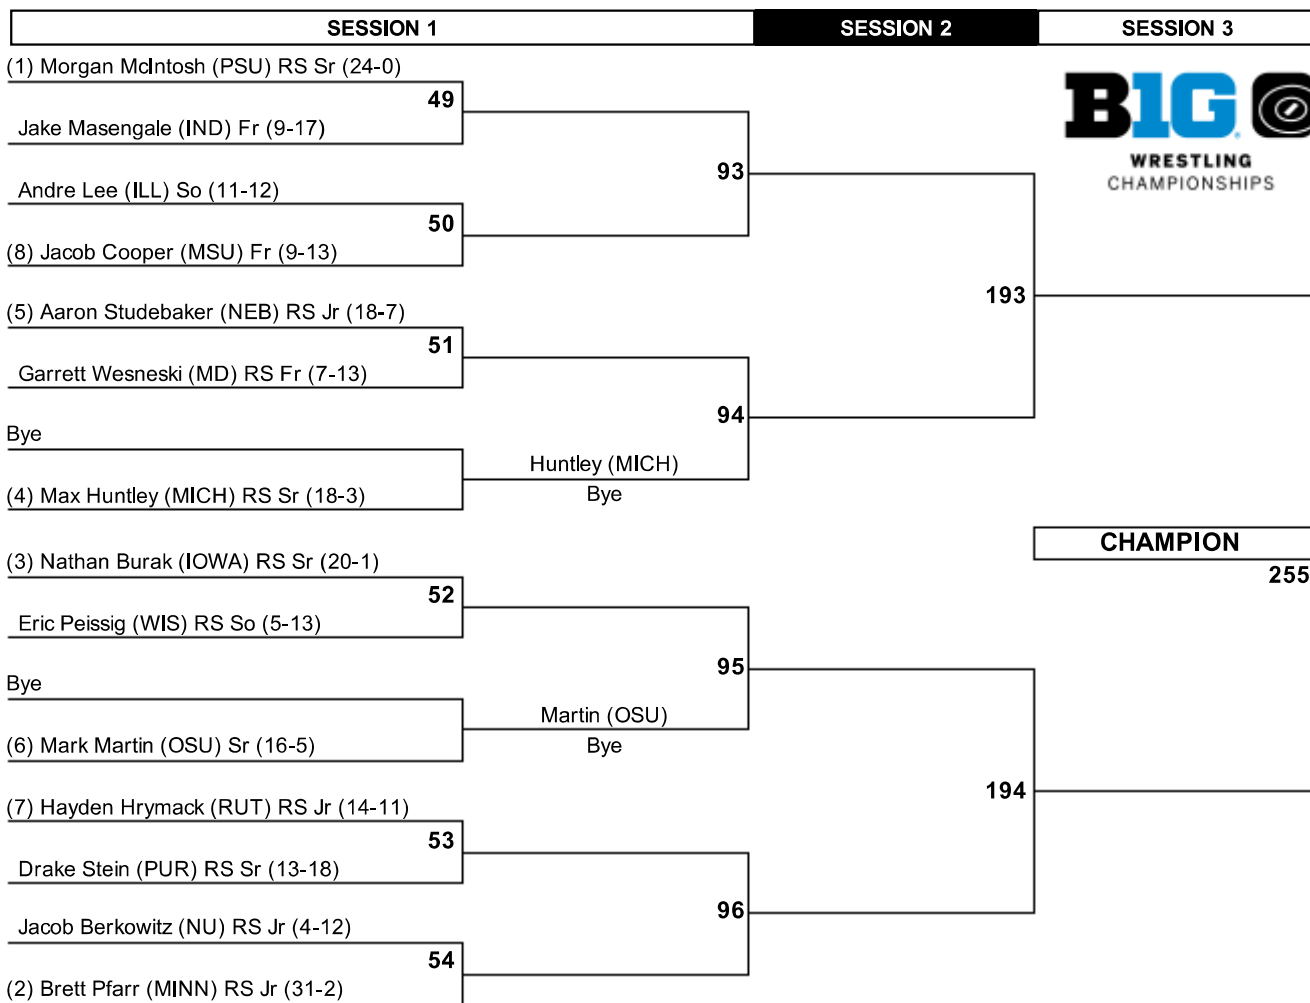 SESSION 1 SESSION 2 SESSION 3
(1) Morgan McIntosh (PSU) RS Sr (24-0)
49
Jake Masengale (IND) Fr (9-17)
93
Andre Lee (ILL) So (11-12)
50
(8) Jacob Cooper (MSU) Fr (9-13)
193
(5) Aaron Studebaker (NEB) RS Jr (18-7)
51
Garrett Wesneski (MD) RS Fr (7-13)
94
Bye
Huntley (MICH)
(4) Max Huntley (MICH) RS Sr (18-3)
Bye
(3) Nathan Burak (IOWA) RS Sr (20-1)
52
Eric Peissig (WIS) RS So (5-13)
95
Bye
Martin (OSU)
(6) Mark Martin (OSU) Sr (16-5)
Bye
194
(7) Hayden Hrymack (RUT) RS Jr (14-11)
53
Drake Stein (PUR) RS Sr (13-18)
96
Jacob Berkowitz (NU) RS Jr (4-12)
54
(2) Brett Pfarr (MINN) RS Jr (31-2)
B1G
WRESTLING
CHAMPIONSHIPS
CHAMPION
255